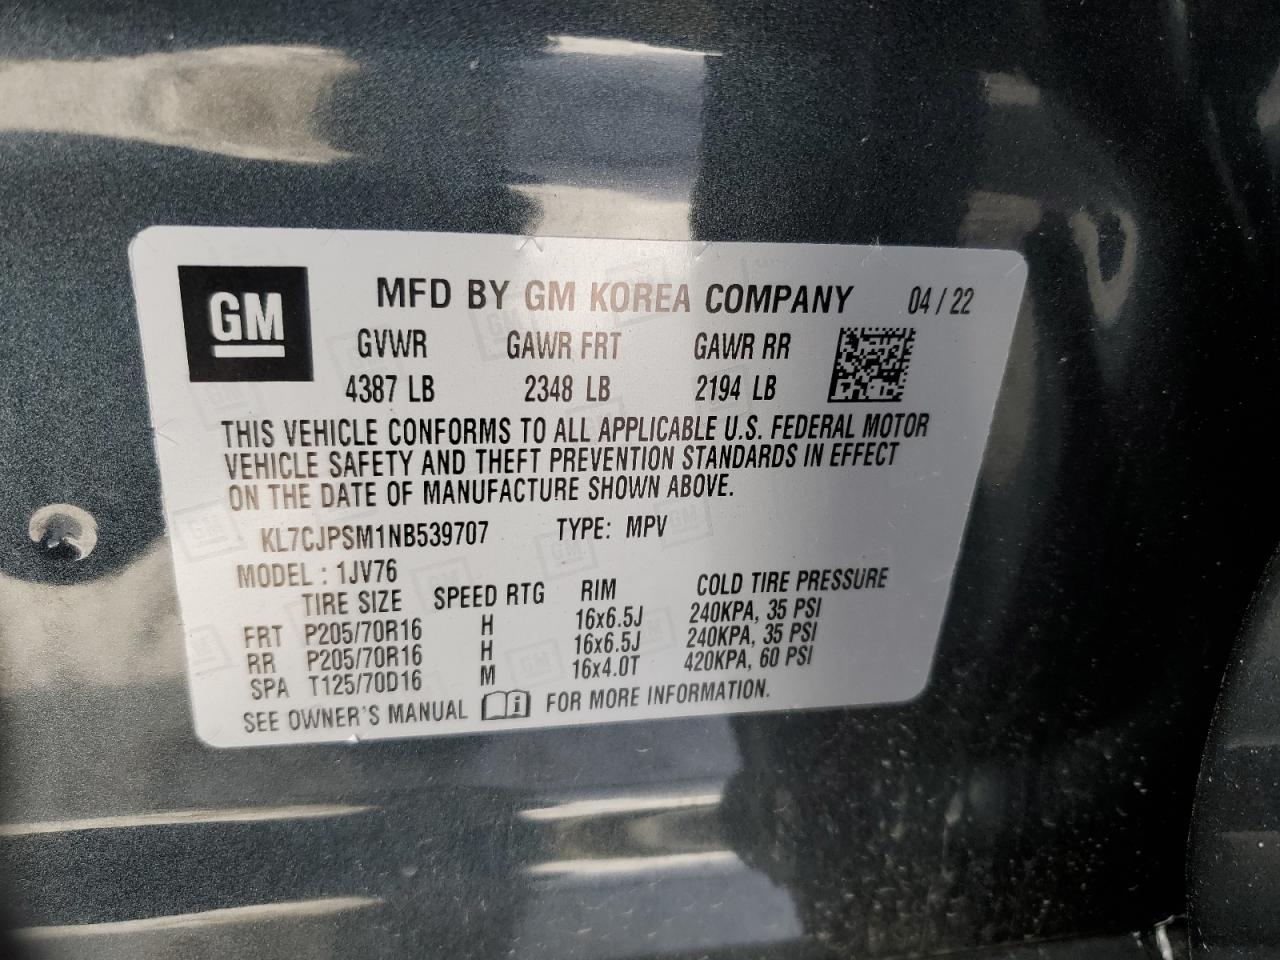 GM
MFD BY GM KOREA COMPANY 04 / 22
GVWR GAWR FRT GAWR RR
4387 LB 2348 LB 2194 LB
THIS VEHICLE CONFORMS TO ALL APPLICABLE U.S. FEDERAL MOTOR
VEHICLE SAFETY AND THEFT PREVENTION STANDARDS IN EFFECT
ON THE DATE OF MANUFACTURE SHOWN ABOVE.
KL7CJPSM1NB539707 TYPE: MPV
MODEL : 1JV76
TIRE SIZE SPEED RTG RIM COLD TIRE PRESSURE
FRT P205/70R16 H 16x6.5J 240KPA, 35 PSI
RR P205/70R16 H 16x6.5J 240KPA, 35 PSI
SPA T125/70D16 M 16x4.0T 420KPA, 60 PSI
SEE OWNER'S MANUAL i FOR MORE INFORMATION.